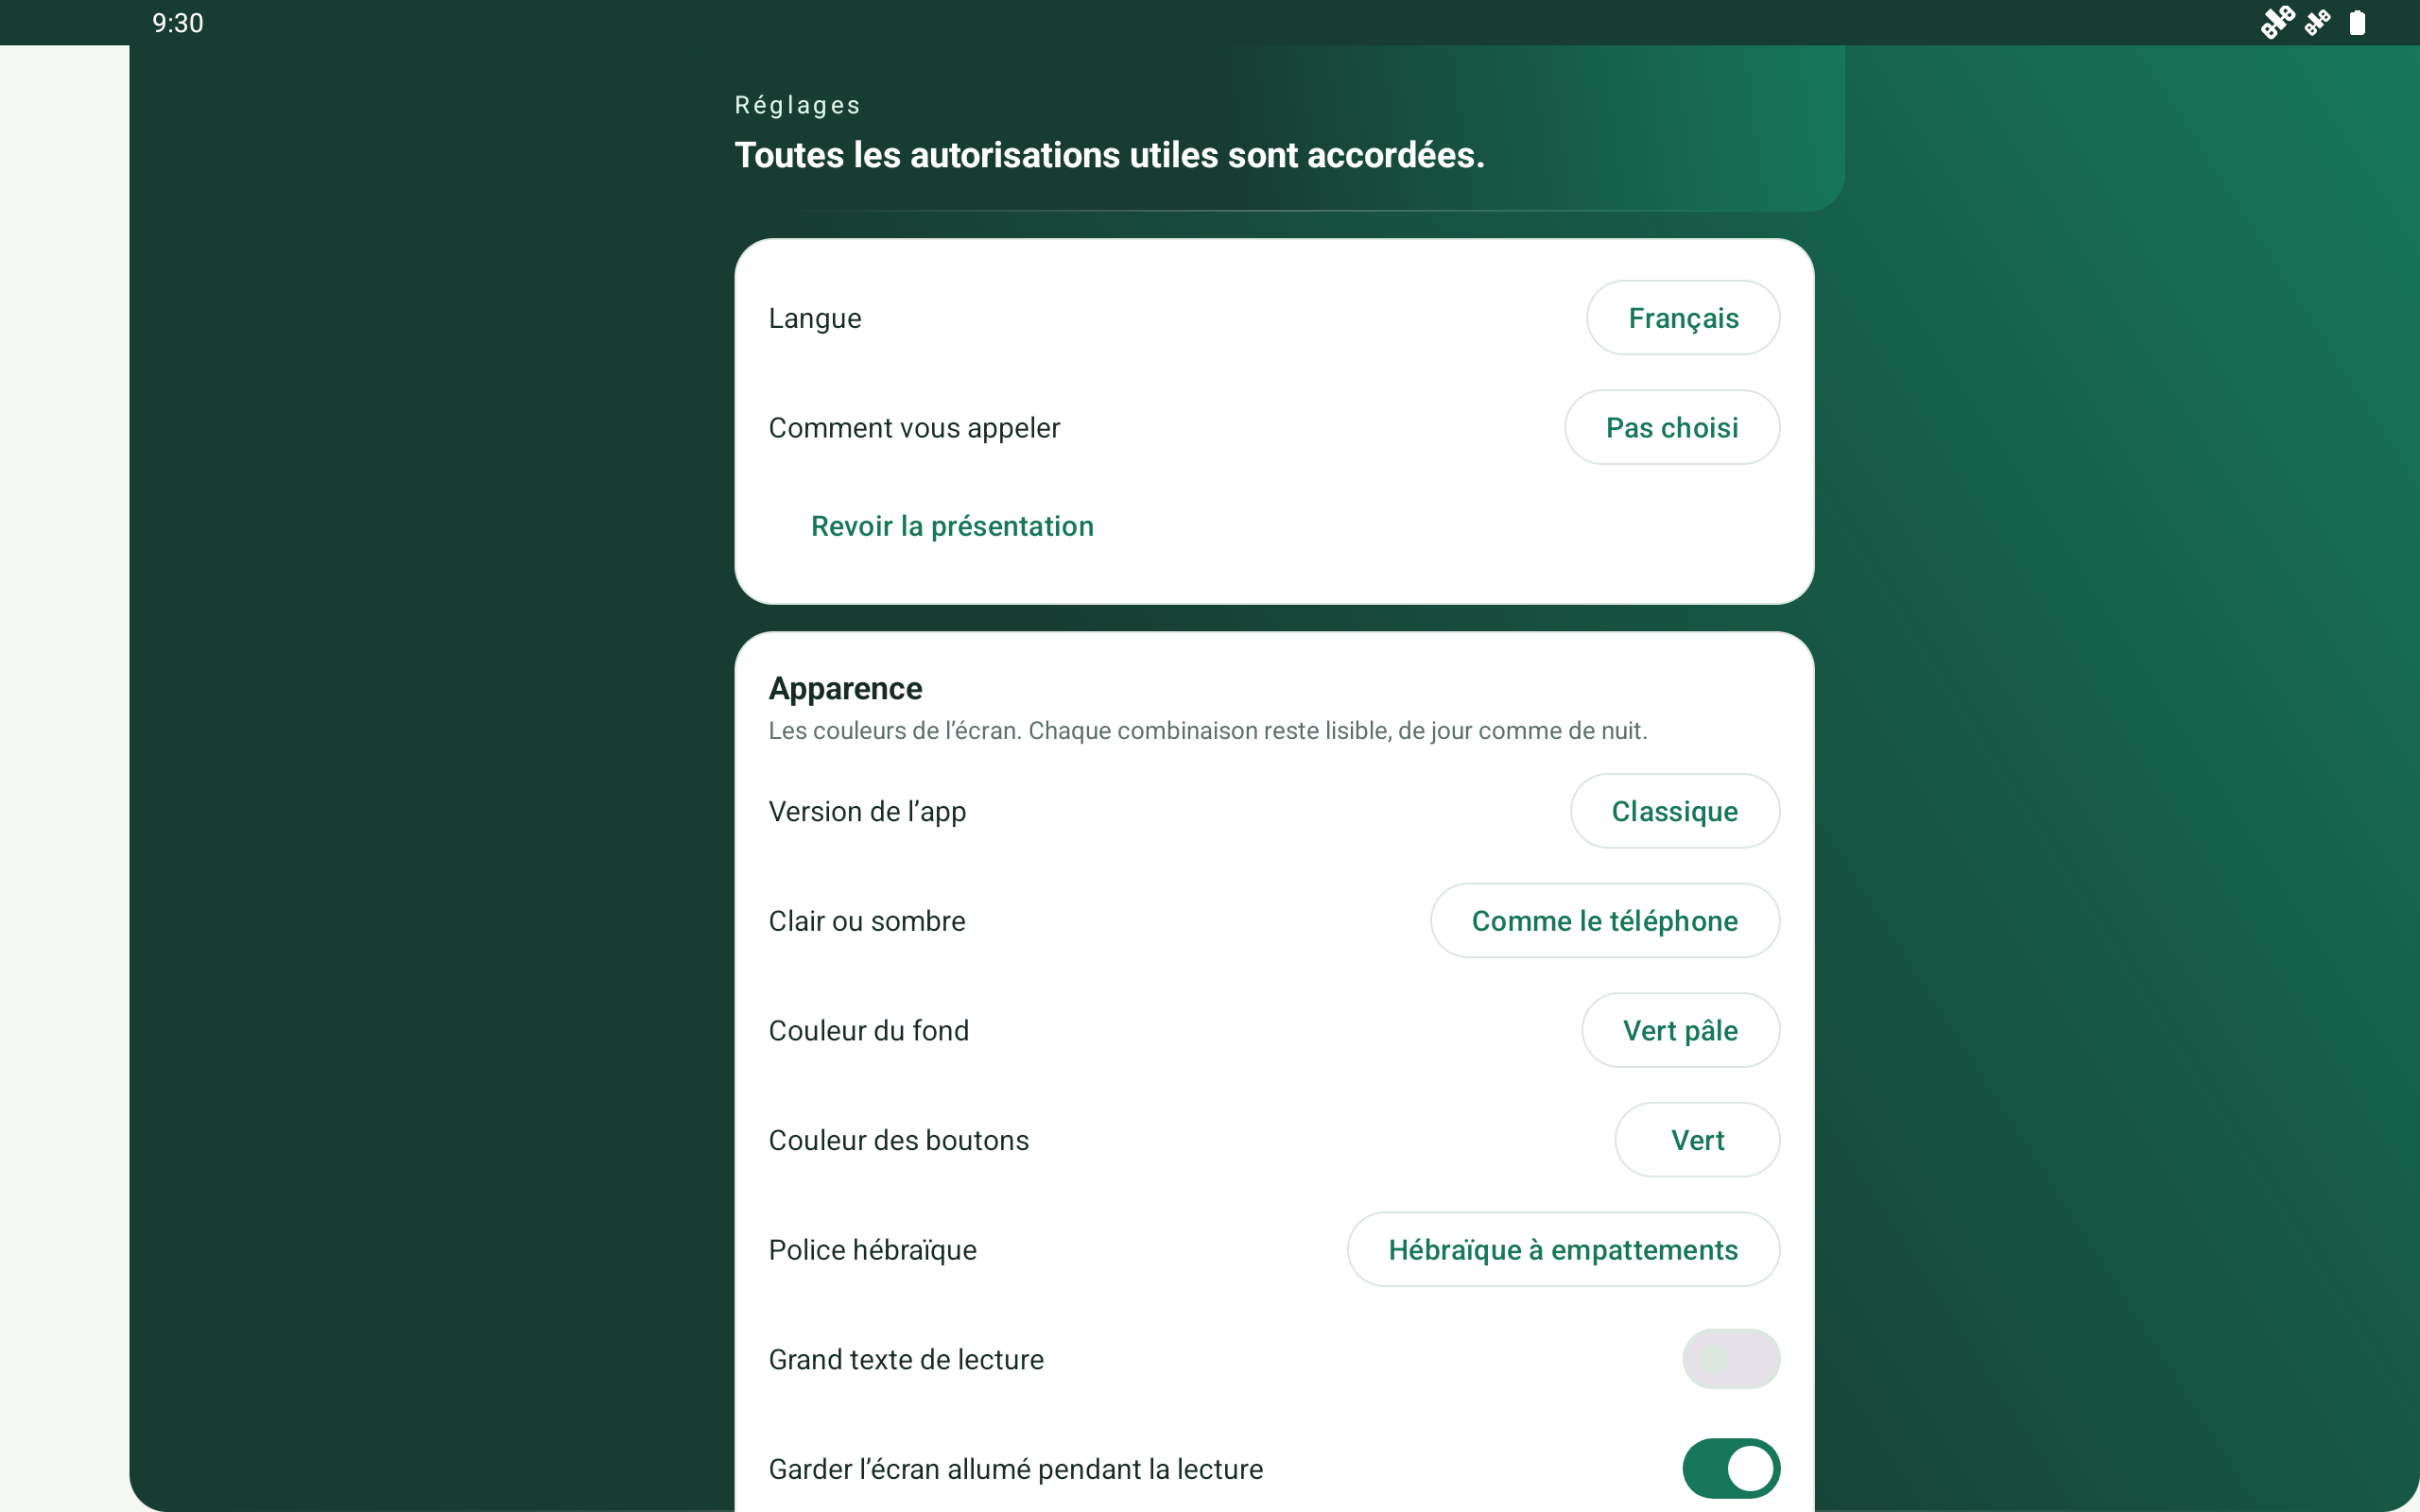 9:30
Réglages
Toutes les autorisations utiles sont accordées.
Langue
Français
Comment vous appeler
Pas choisi
Revoir la présentation
Apparence
Les couleurs de l’écran. Chaque combinaison reste lisible, de jour comme de nuit.
Version de l’app
Classique
Clair ou sombre
Comme le téléphone
Couleur du fond
Vert pâle
Couleur des boutons
Vert
Police hébraïque
Hébraïque à empattements
Grand texte de lecture
Garder l’écran allumé pendant la lecture